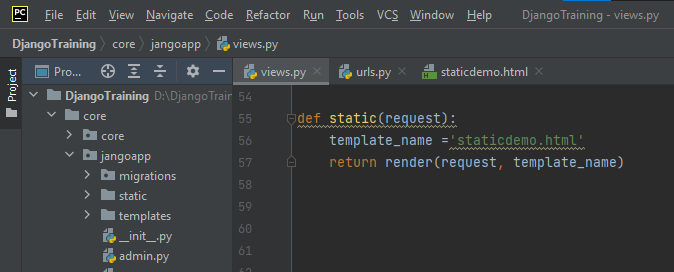 PC File Edit View Navigate Code Refactor Run Tools VCS Window Help DjangoTraining - views.py
DjangoTraining core jangoapp views.py
Project
Pro...
views.py urls.py staticdemo.html
DjangoTraining D:\DjangoTrain
core
core
jangoapp
migrations
static
templates
__init__.py
admin.py
54
55 def static(request):
56 template_name ='staticdemo.html'
57 return render(request, template_name)
58
59
60
61